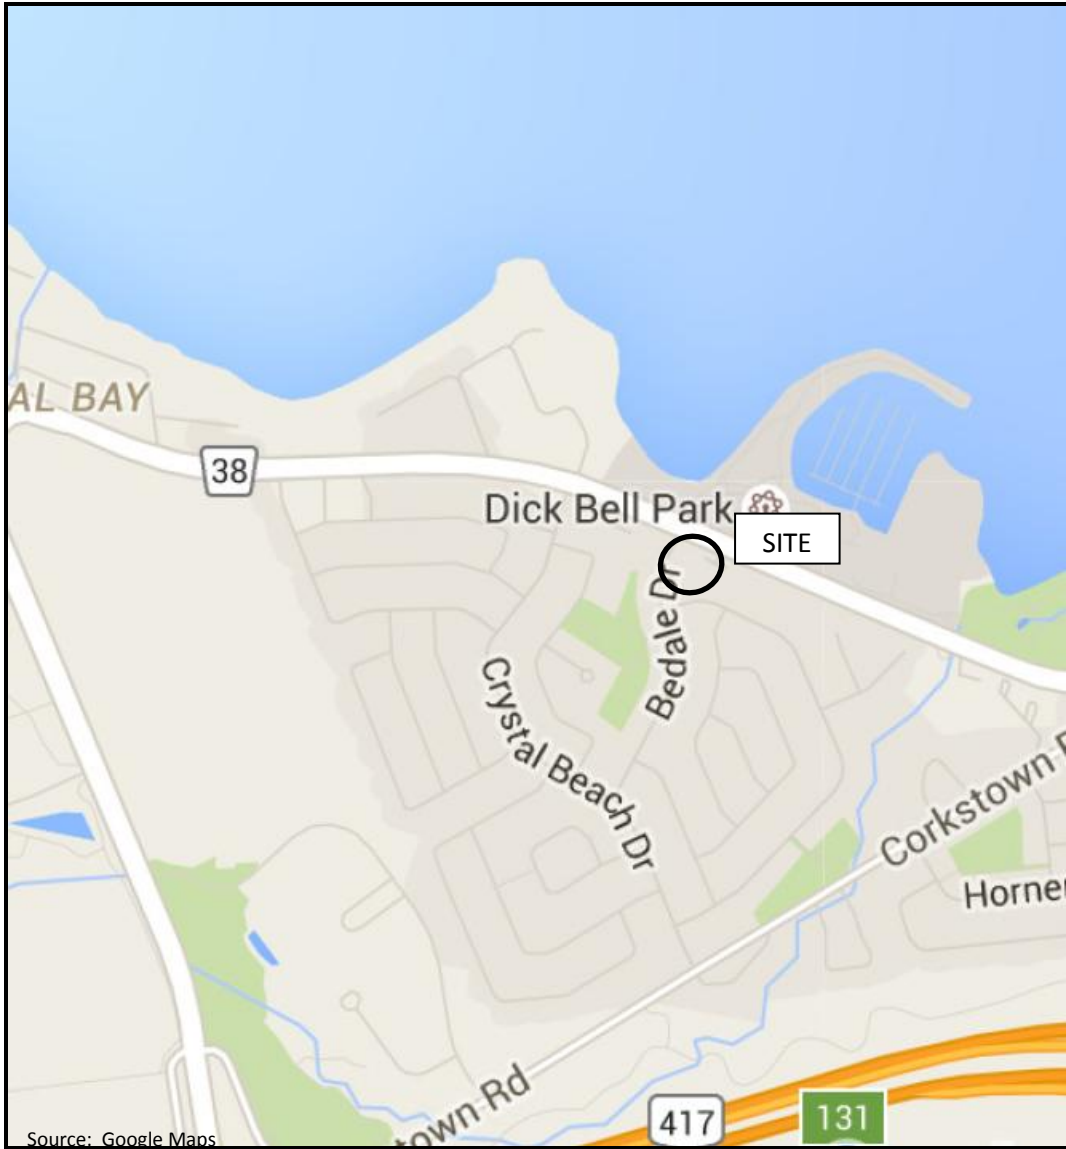 AL BAY
38
Dick Bell Park
SITE
Bedale Dr
Crystal Beach Dr
Corkstown R
Horner
town Rd
417
131
Source: Google Maps